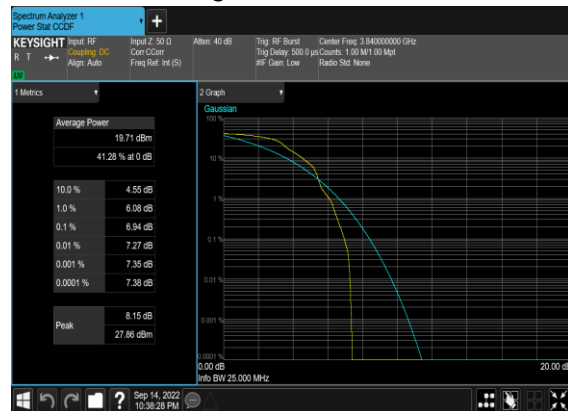 Spectrum Analyzer 1
Power Stat CCDF
KEYSIGHT
R T
LW
Input: RF
Coupling: DC
Align: Auto
Input Z: 50 Ω
Corr CCorr
Freq Ref: Int (S)
Atten: 40 dB
Trig: RF Burst
Trig Delay: 500.0 µs
#IF Gain: Low
Center Freq: 3.840000000 GHz
Counts: 1.00 M/1.00 Mpt
Radio Std: None
1 Metrics
Average Power
19.71 dBm
41.28 % at 0 dB
10.0 % 4.55 dB
1.0 % 6.08 dB
0.1 % 6.94 dB
0.01 % 7.27 dB
0.001 % 7.35 dB
0.0001 % 7.38 dB
Peak
8.15 dB
27.86 dBm
2 Graph
Gaussian
100 %
10 %
1 %
0.1 %
0.01 %
0.001 %
0.0001 %
0.00 dB
20.00 dB
Info BW 25.000 MHz
?
Sep 14, 2022
10:38:28 PM